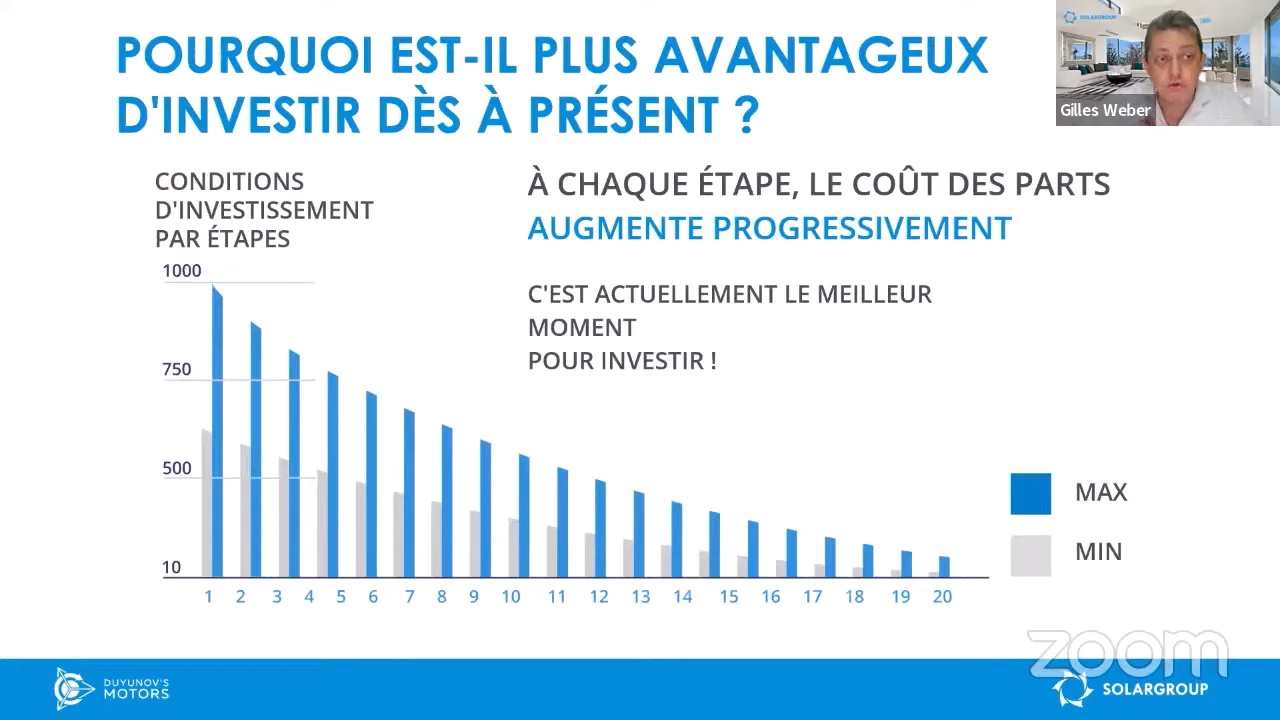 POURQUOI EST-IL PLUS AVANTAGEUX
D'INVESTIR DÈS À PRÉSENT ?
SOLARGROUP
Gilles Weber
CONDITIONS
D'INVESTISSEMENT
PAR ÉTAPES
À CHAQUE ÉTAPE, LE COÛT DES PARTS
AUGMENTE PROGRESSIVEMENT
C'EST ACTUELLEMENT LE MEILLEUR
MOMENT
POUR INVESTIR !
1000
750
500
10
1 2 3 4 5 6 7 8 9 10 11 12 13 14 15 16 17 18 19 20
MAX
MIN
zoom
DUYUNOV'S
MOTORS
SOLARGROUP